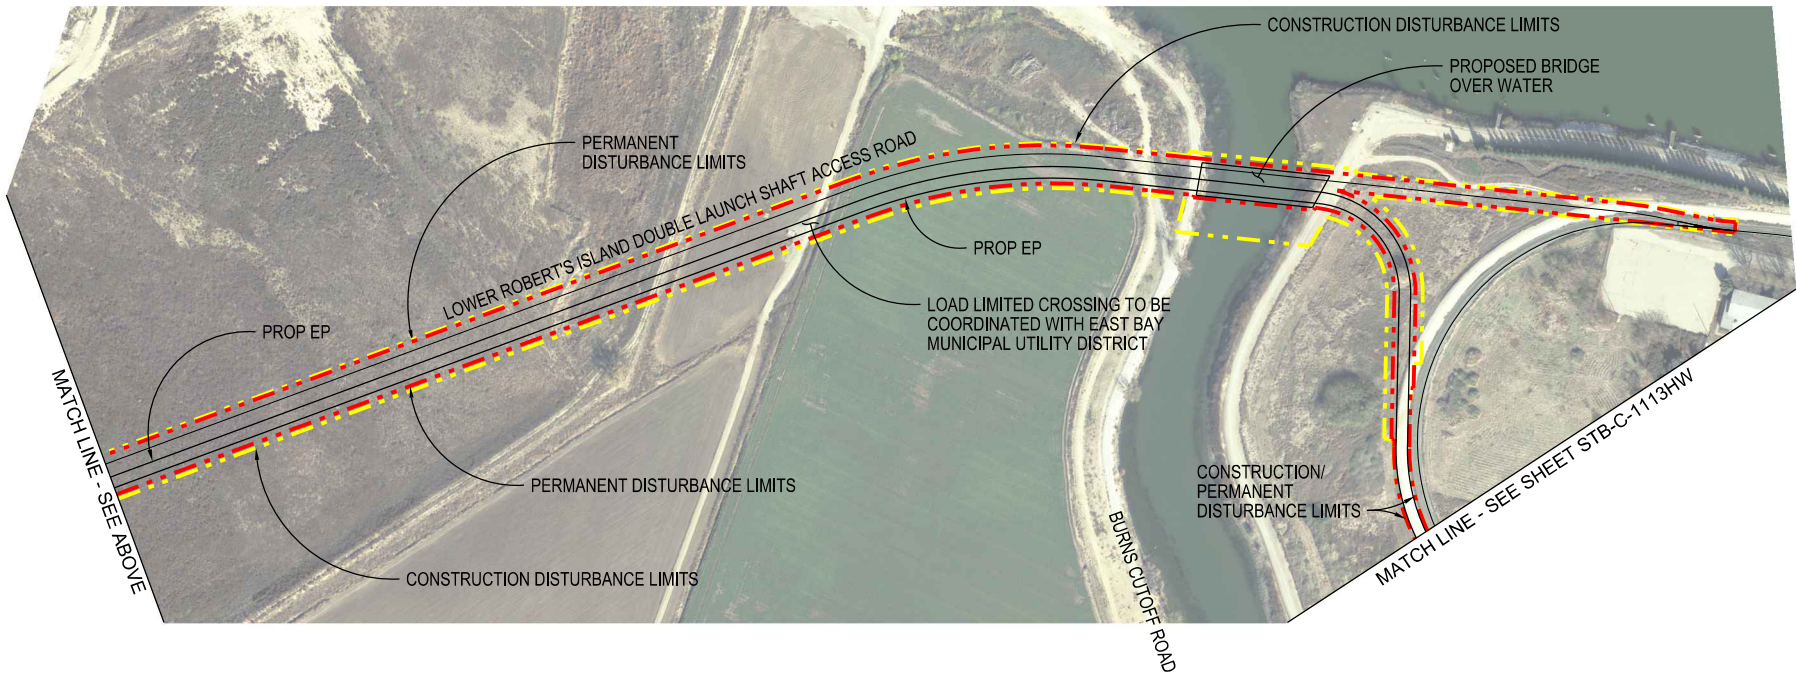 CONSTRUCTION DISTURBANCE LIMITS
PROPOSED BRIDGE
OVER WATER
PERMANENT
DISTURBANCE LIMITS
LOWER ROBERT'S ISLAND DOUBLE LAUNCH SHAFT ACCESS ROAD
PROP EP
PROP EP
LOAD LIMITED CROSSING TO BE
COORDINATED WITH EAST BAY
MUNICIPAL UTILITY DISTRICT
MATCH LINE - SEE ABOVE
PERMANENT DISTURBANCE LIMITS
CONSTRUCTION/
PERMANENT
DISTURBANCE LIMITS
MATCH LINE - SEE SHEET STB-C-1113HW
CONSTRUCTION DISTURBANCE LIMITS
BURNS CUTOFF ROAD